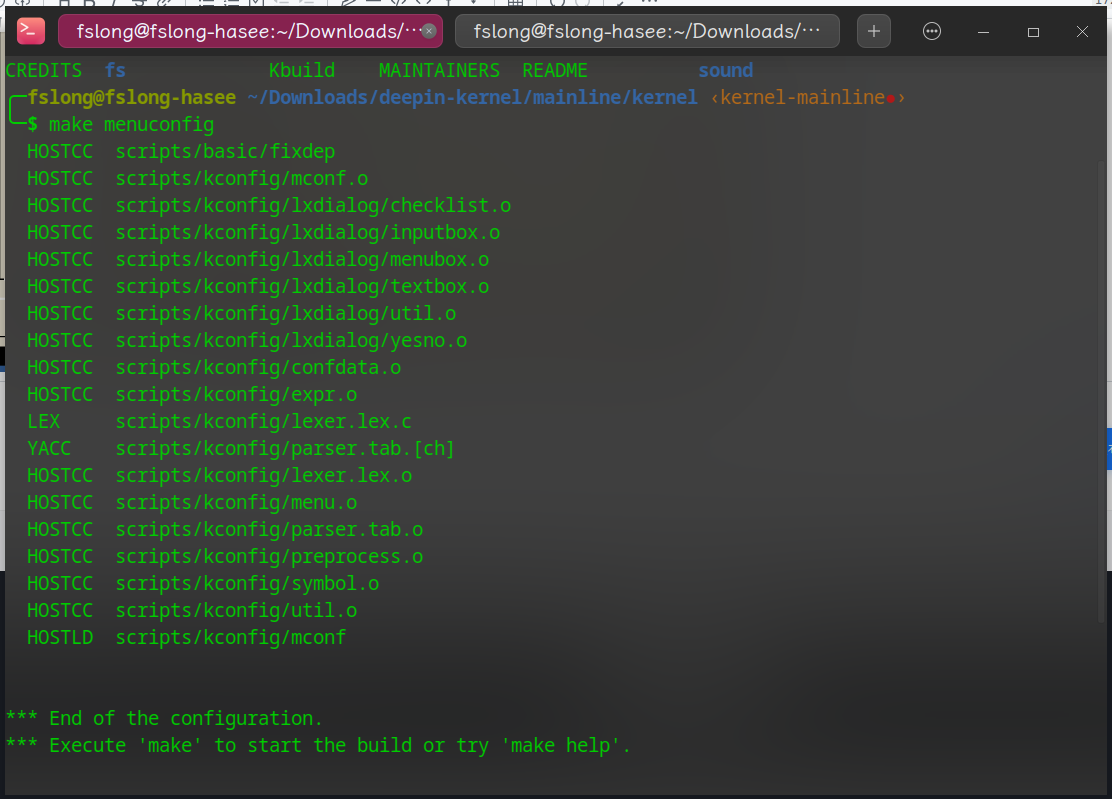 fslong@fslong-hasee:~/Downloads/··· fslong@fslong-hasee:~/Downloads/···
CREDITS fs Kbuild MAINTAINERS README sound
fslong@fslong-hasee ~/Downloads/deepin-kernel/mainline/kernel ‹kernel-mainline●›
$ make menuconfig
HOSTCC scripts/basic/fixdep
HOSTCC scripts/kconfig/mconf.o
HOSTCC scripts/kconfig/lxdialog/checklist.o
HOSTCC scripts/kconfig/lxdialog/inputbox.o
HOSTCC scripts/kconfig/lxdialog/menubox.o
HOSTCC scripts/kconfig/lxdialog/textbox.o
HOSTCC scripts/kconfig/lxdialog/util.o
HOSTCC scripts/kconfig/lxdialog/yesno.o
HOSTCC scripts/kconfig/confdata.o
HOSTCC scripts/kconfig/expr.o
LEX scripts/kconfig/lexer.lex.c
YACC scripts/kconfig/parser.tab.[ch]
HOSTCC scripts/kconfig/lexer.lex.o
HOSTCC scripts/kconfig/menu.o
HOSTCC scripts/kconfig/parser.tab.o
HOSTCC scripts/kconfig/preprocess.o
HOSTCC scripts/kconfig/symbol.o
HOSTCC scripts/kconfig/util.o
HOSTLD scripts/kconfig/mconf
*** End of the configuration.
*** Execute 'make' to start the build or try 'make help'.